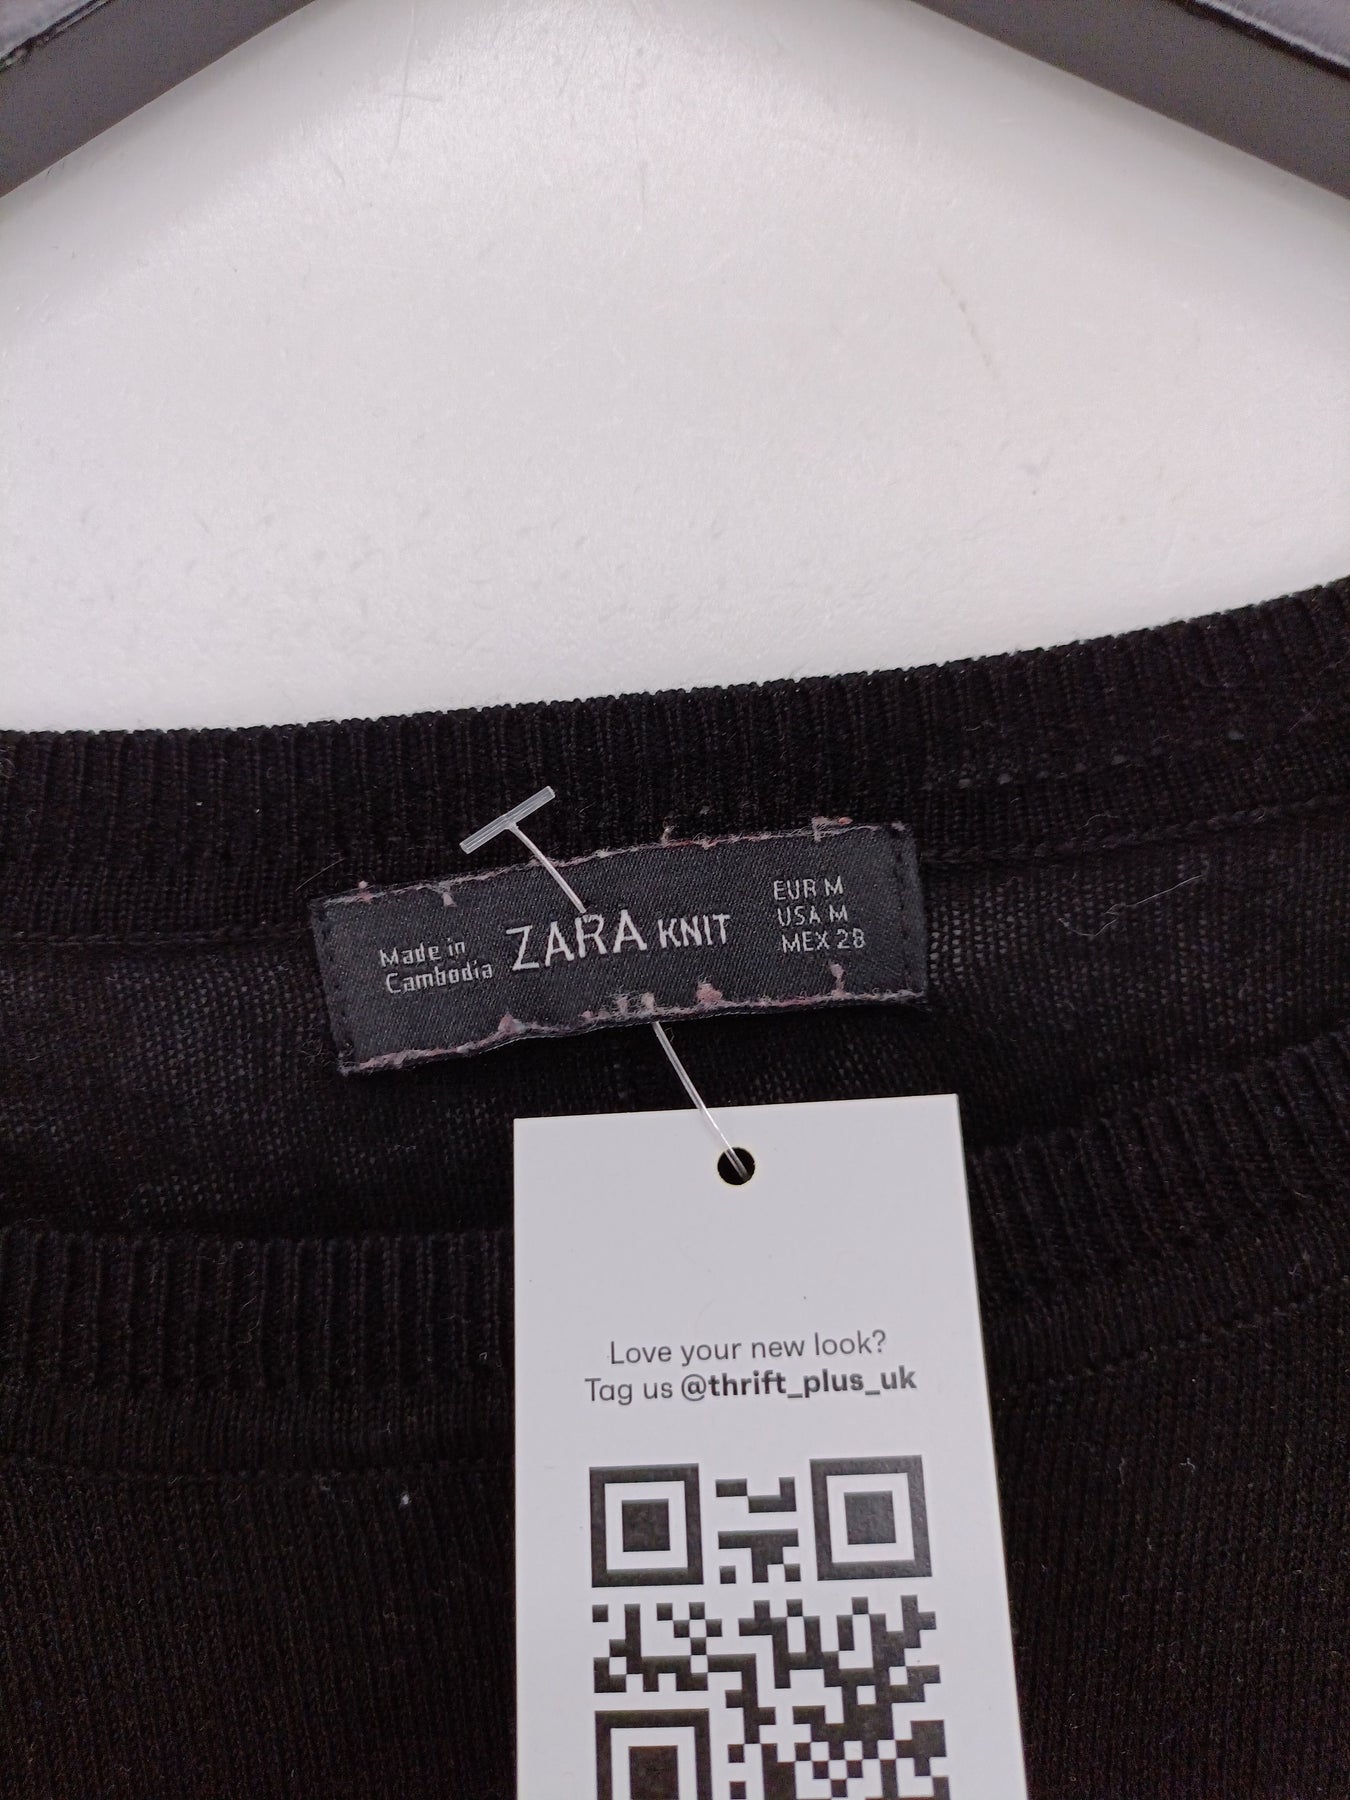 Made in
Cambodia
ZARA KNIT
EUR M
USA M
MEX 28
Love your new look?
Tag us @thrift_plus_uk